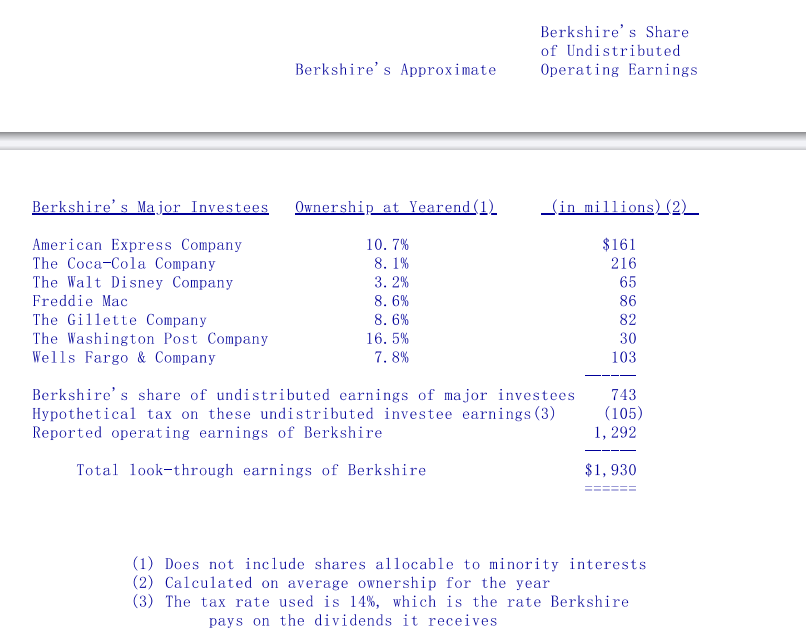 Berkshire's Share
of Undistributed
Berkshire's Approximate Operating Earnings
Berkshire's Major Investees Ownership at Yearend(1) (in millions)(2)
American Express Company 10.7% $161
The Coca-Cola Company 8.1% 216
The Walt Disney Company 3.2% 65
Freddie Mac 8.6% 86
The Gillette Company 8.6% 82
The Washington Post Company 16.5% 30
Wells Fargo & Company 7.8% 103
Berkshire's share of undistributed earnings of major investees 743
Hypothetical tax on these undistributed investee earnings(3) (105)
Reported operating earnings of Berkshire 1,292
Total look-through earnings of Berkshire $1,930
======
(1) Does not include shares allocable to minority interests
(2) Calculated on average ownership for the year
(3) The tax rate used is 14%, which is the rate Berkshire
pays on the dividends it receives